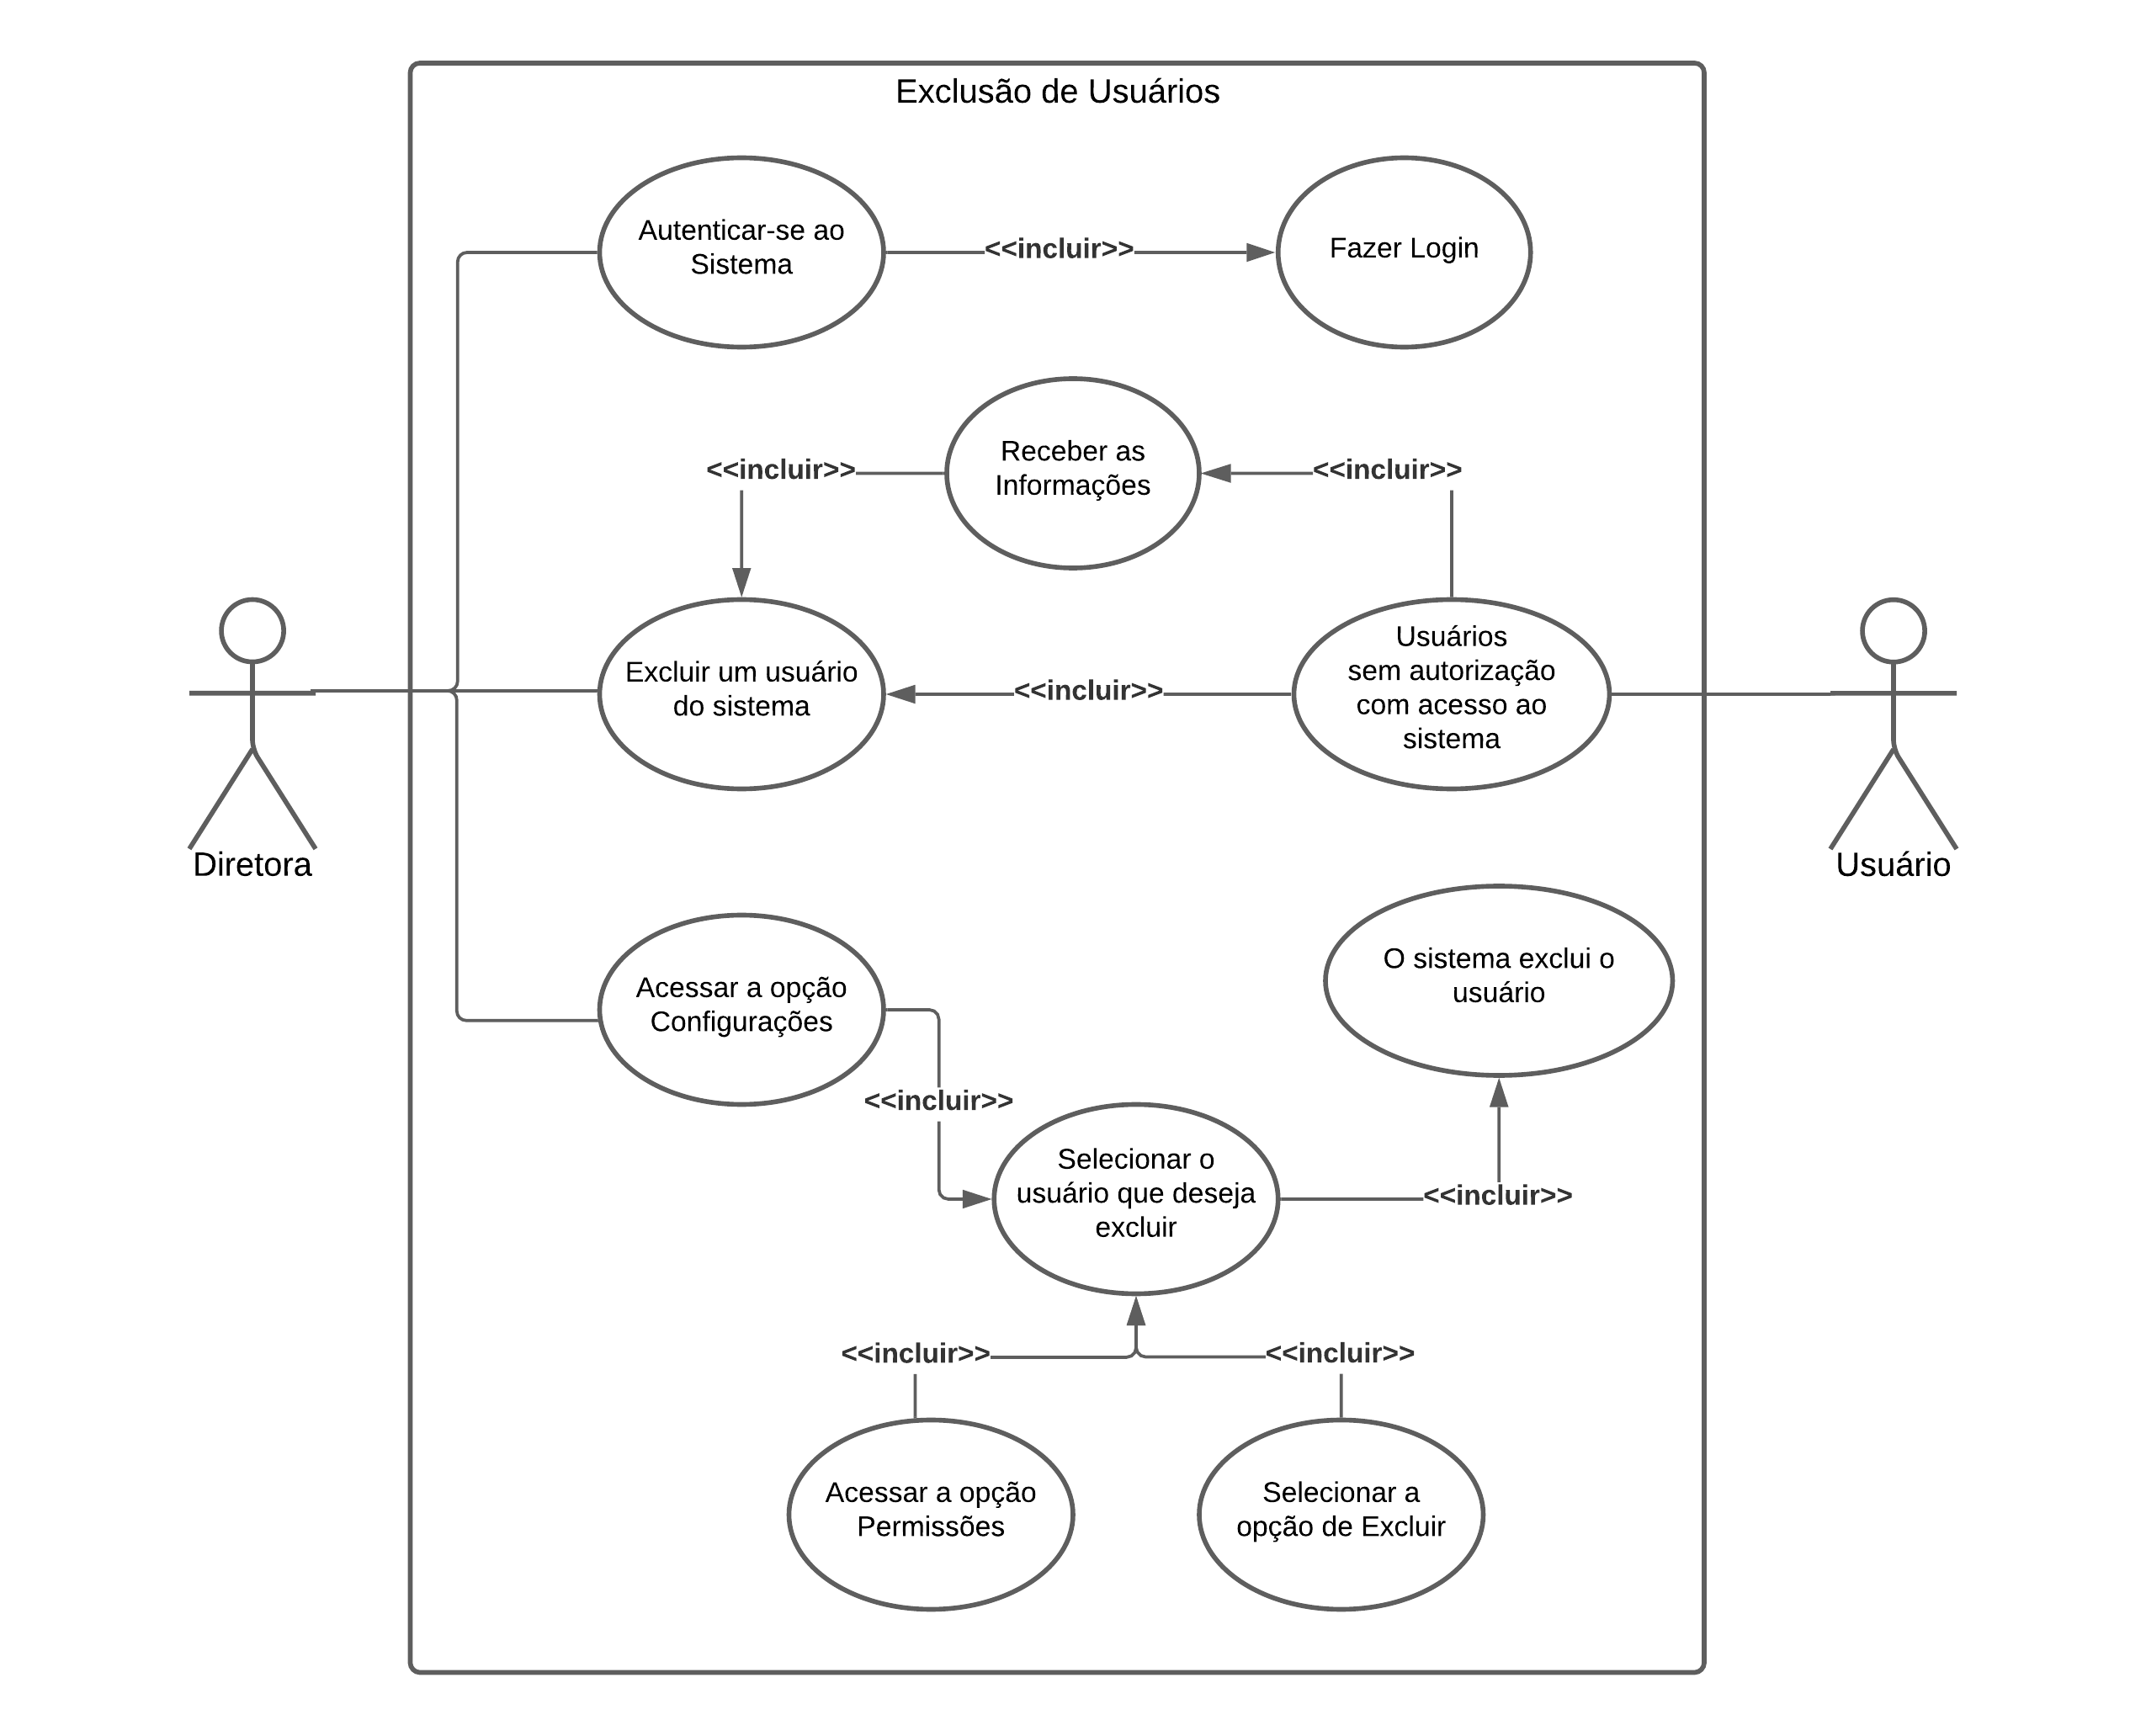 Exclusão de Usuários
Autenticar-se ao
Sistema
<<incluir>>
Fazer Login
Receber as
Informações
<<incluir>>
<<incluir>>
Excluir um usuário
do sistema
<<incluir>>
Usuários
sem autorização
com acesso ao
sistema
Diretora
Usuário
Acessar a opção
Configurações
O sistema exclui o
usuário
<<incluir>>
Selecionar o
usuário que deseja
excluir
<<incluir>>
<<incluir>>
<<incluir>>
Acessar a opção
Permissões
Selecionar a
opção de Excluir